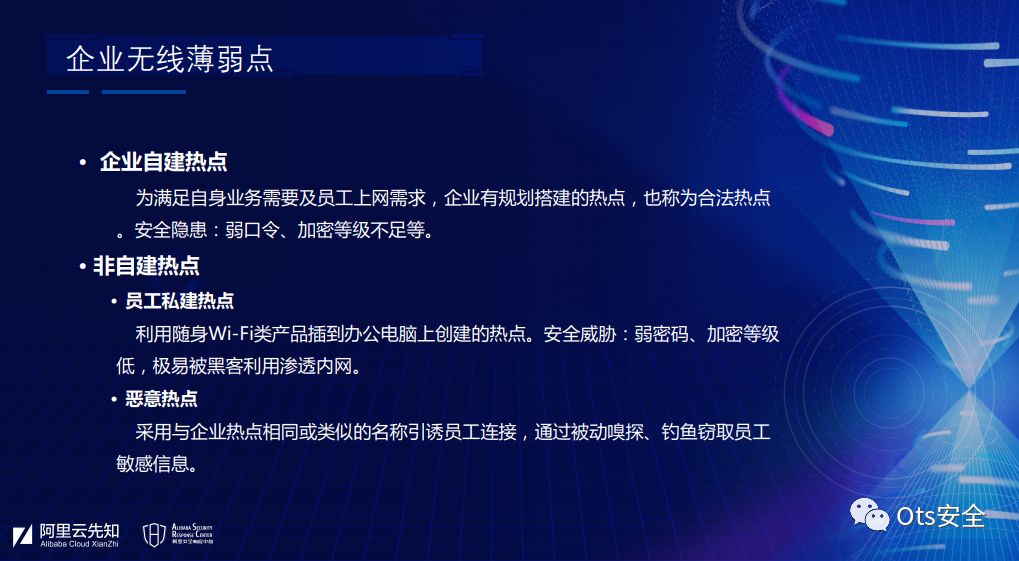 企业无线薄弱点
• 企业自建热点
为满足自身业务需要及员工上网需求，企业有规划搭建的热点，也称为合法热点
。安全隐患：弱口令、加密等级不足等。
• 非自建热点
• 员工私建热点
利用随身Wi-Fi类产品插到办公电脑上创建的热点。安全威胁：弱密码、加密等级
低，极易被黑客利用渗透内网。
• 恶意热点
采用与企业热点相同或类似的名称引诱员工连接，通过被动嗅探、钓鱼窃取员工
敏感信息。
阿里云先知
Alibaba Cloud XianZhi
Alibaba Security
Response Center
阿里安全响应中心
Ots安全